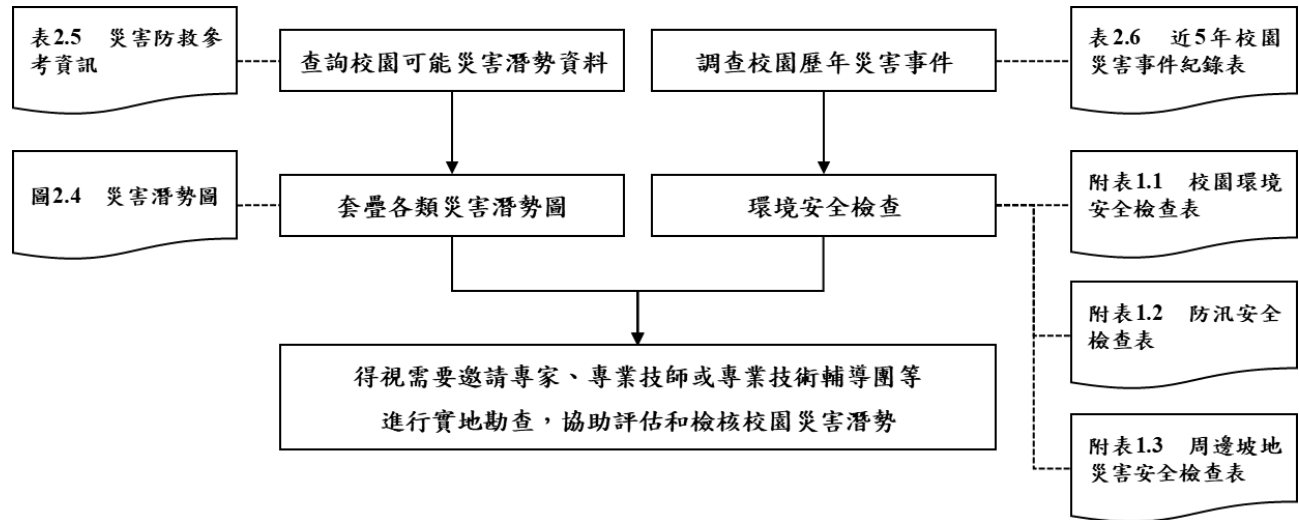 表2.5 災害防救參
考資訊
查詢校園可能災害潛勢資料
調查校園歷年災害事件
表2.6 近5年校園
災害事件紀錄表
圖2.4 災害潛勢圖
套疊各類災害潛勢圖
環境安全檢查
附表1.1 校園環境
安全檢查表
附表1.2 防汛安全
檢查表
得視需要邀請專家、專業技師或專業技術輔導團等
進行實地勘查，協助評估和檢核校園災害潛勢
附表1.3 周邊坡地
災害安全檢查表